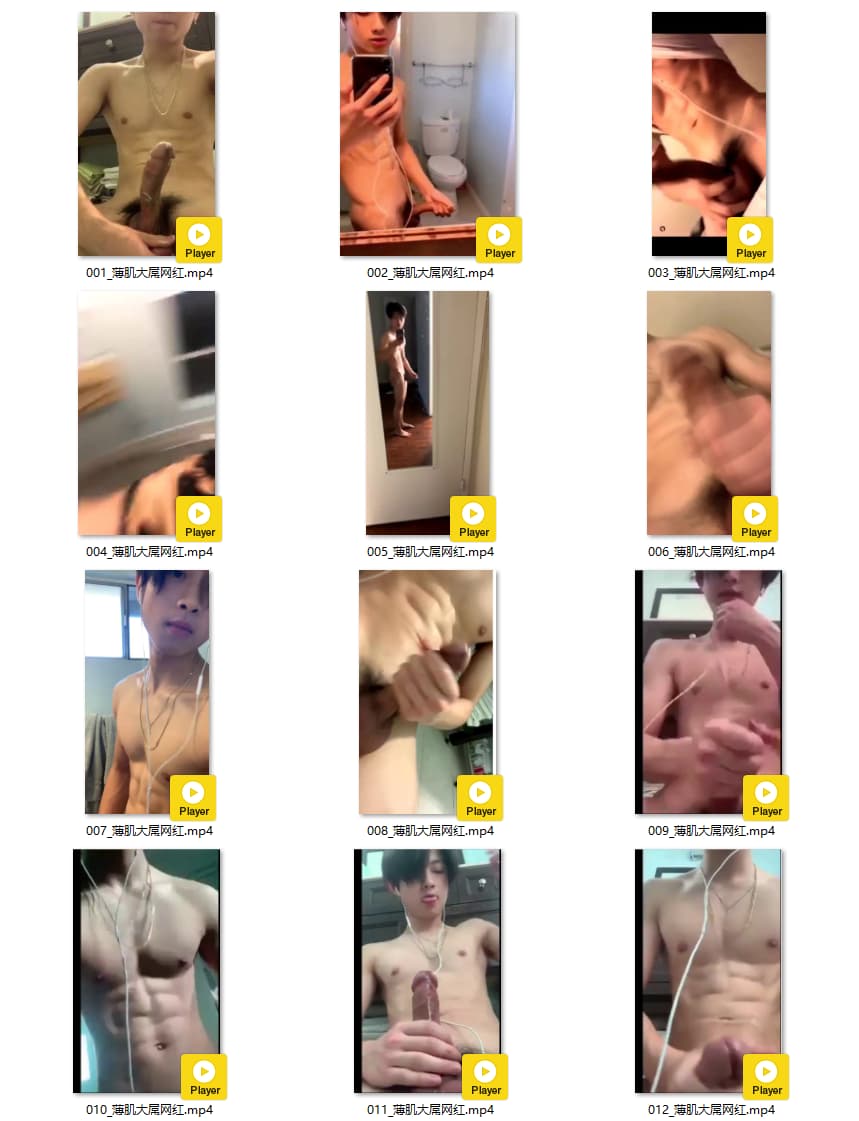 Player
Player
Player
001_薄肌大屌网红.mp4
002_薄肌大屌网红.mp4
003_薄肌大屌网红.mp4
Player
Player
Player
004_薄肌大屌网红.mp4
005_薄肌大屌网红.mp4
006_薄肌大屌网红.mp4
Player
Player
Player
007_薄肌大屌网红.mp4
008_薄肌大屌网红.mp4
009_薄肌大屌网红.mp4
Player
Player
Player
010_薄肌大屌网红.mp4
011_薄肌大屌网红.mp4
012_薄肌大屌网红.mp4